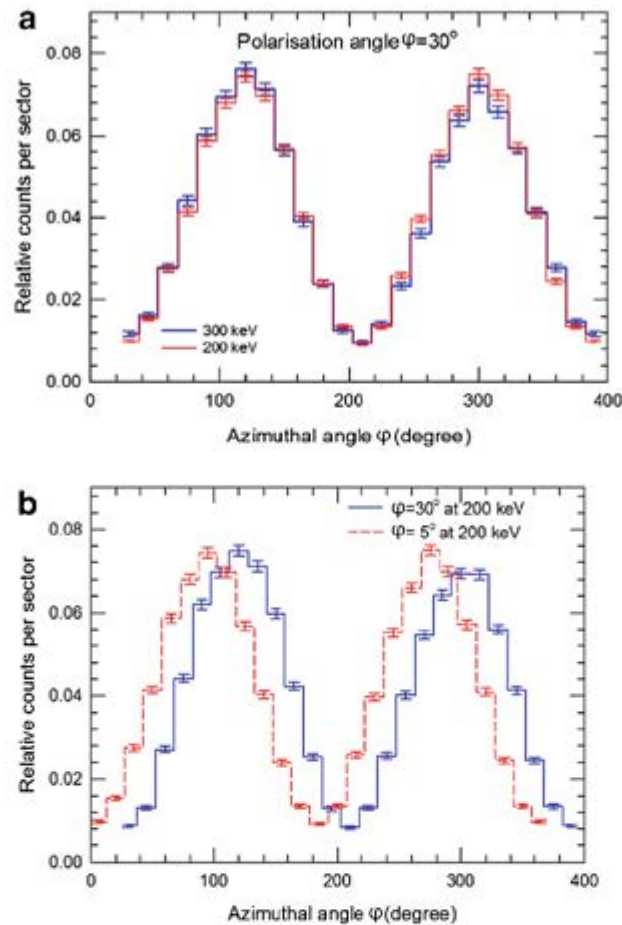 a
Polarisation angle φ=30°
0.08
0.06
0.04
0.02
0.00
Relative counts per sector
300 keV
200 keV
0
100
200
300
400
Azimuthal angle φ (degree)
b
φ=30° at 200 keV
φ= 5° at 200 keV
0.08
0.06
0.04
0.02
0.00
Relative counts per sector
0
100
200
300
400
Azimuthal angle φ (degree)